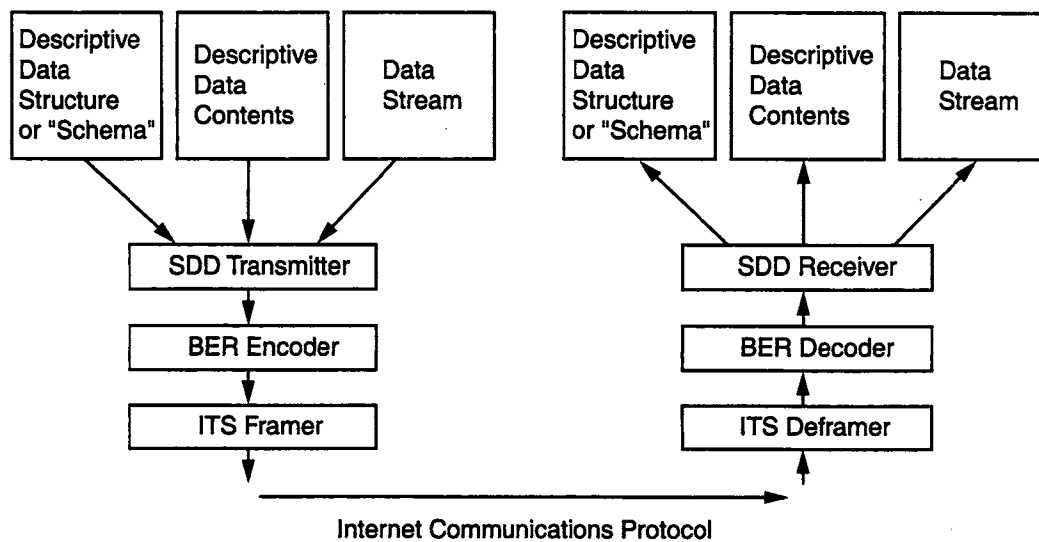 Descriptive
Data
Structure
or "Schema"
Descriptive
Data
Contents
Data
Stream
Descriptive
Data
Structure
or "Schema"
Descriptive
Data
Contents
Data
Stream
SDD Transmitter
SDD Receiver
BER Encoder
BER Decoder
ITS Framer
ITS Deframer
Internet Communications Protocol